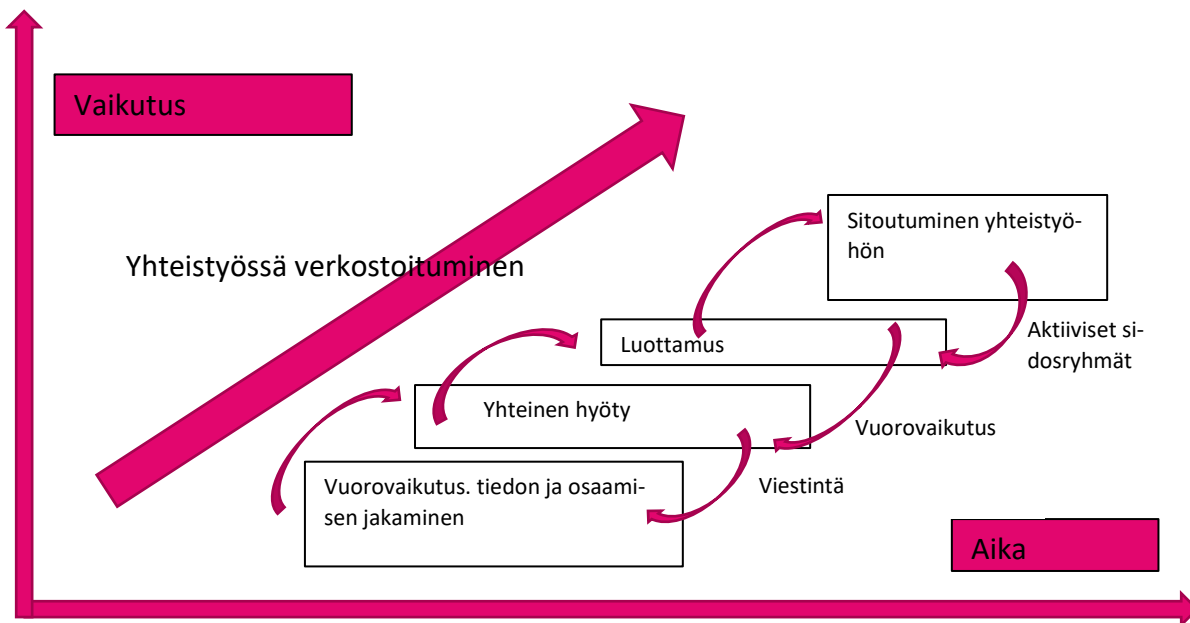 Vaikutus
Sitoutuminen yhteistyö-
hön
Yhteistyössä verkostoituminen
Aktiiviset si-
dosryhmät
Luottamus
Yhteinen hyöty
Vuorovaikutus
Vuorovaikutus. tiedon ja osaami-
sen jakaminen
Viestintä
Aika